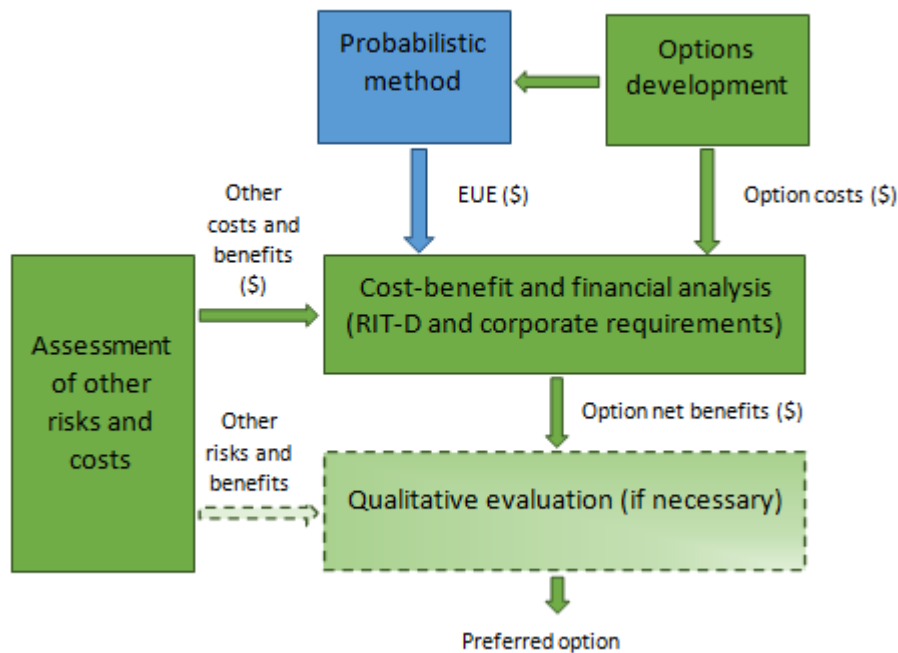 Probabilistic
method
Options
development
Other
costs and
benefits
($)
EUE ($)
Option costs ($)
Cost-benefit and financial analysis
(RIT-D and corporate requirements)
Assessment
of other
risks and
costs
Option net benefits ($)
Other
risks and
benefits
Qualitative evaluation (if necessary)
Preferred option